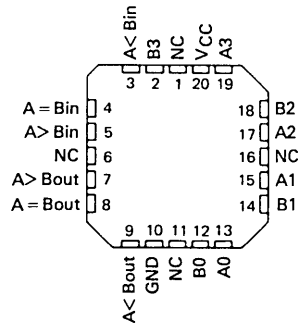 A< Bin
B3
NC
VCC
A3
3 2 1 20 19
A = Bin 4
A> Bin 5
NC 6
A> Bout 7
A = Bout 8
18 B2
17 A2
16 NC
15 A1
14 B1
9 10 11 12 13
A< Bout
GND
NC
B0
A0